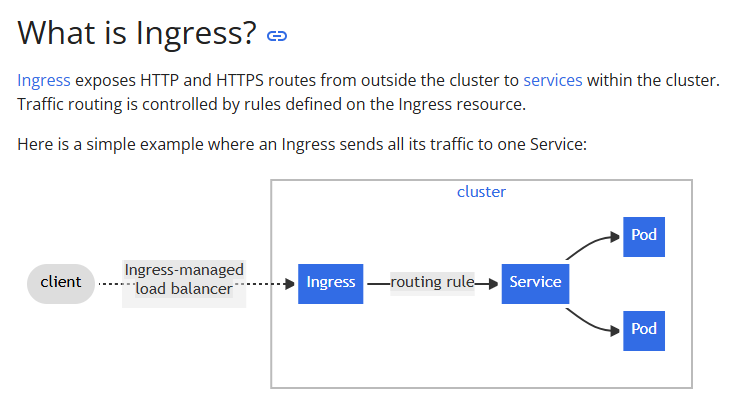 What is Ingress?
Ingress exposes HTTP and HTTPS routes from outside the cluster to services within the cluster.
Traffic routing is controlled by rules defined on the Ingress resource.
Here is a simple example where an Ingress sends all its traffic to one Service:
cluster
client
Ingress-managed
load balancer
Ingress
routing rule
Service
Pod
Pod